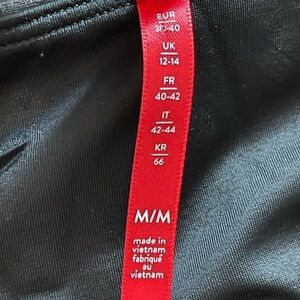 EUR
38-40
UK
12-14
FR
40-42
IT
42-44
KR
66
M/M
made in
vietnam
fabriqué
au
vietnam